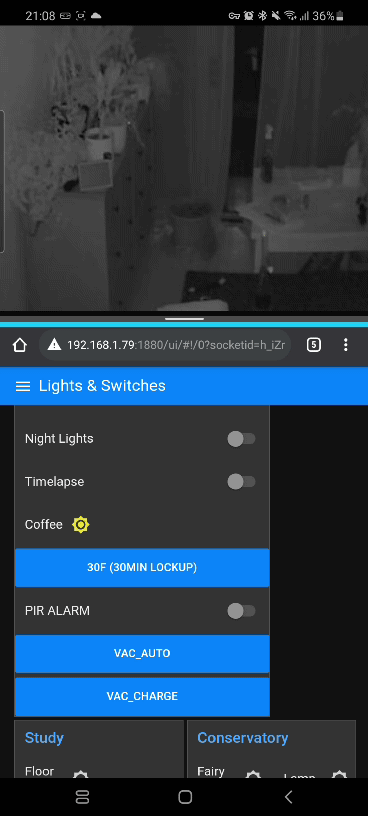 21:08
36%
192.168.1.79:1880/ui/#!/0?socketid=h_iZr
5
Lights & Switches
Night Lights
Timelapse
Coffee
30F (30MIN LOCKUP)
PIR ALARM
VAC_AUTO
VAC_CHARGE
Study
Conservatory
Floor
Fairy
Lamp